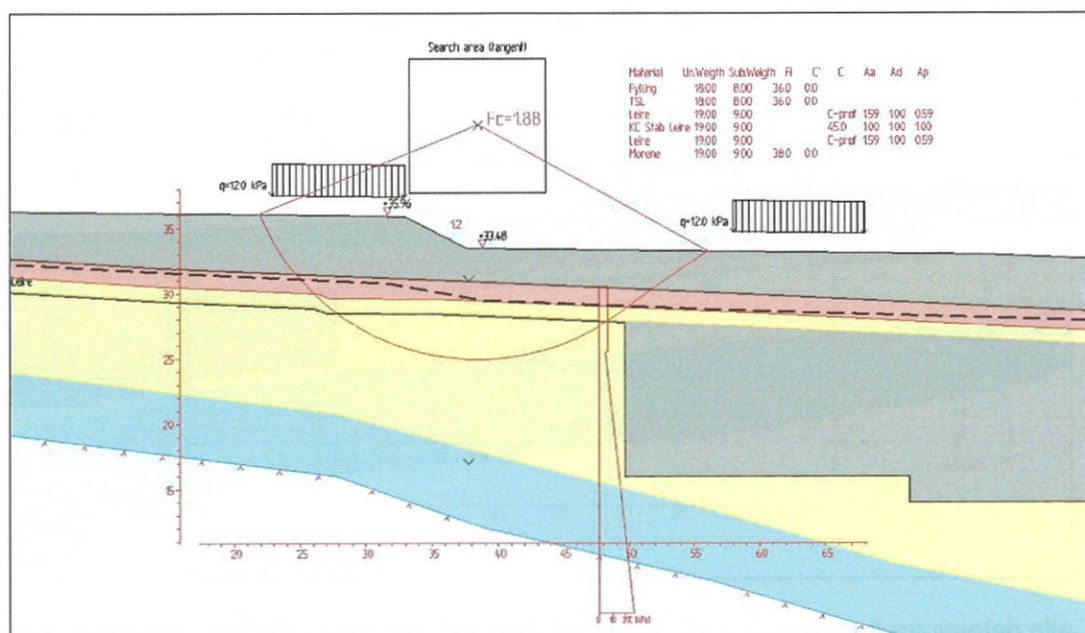 Search area (tangent)
Fc=1.88
Material Un.Weigth Sub.Weigth Fi C' C Aa Ad Ap
Fylling 18.00 8.00 36.0 0.0
TSL 18.00 8.00 36.0 0.0
Leire 19.00 9.00 C-prof 1.59 1.00 0.59
KC Stab Leire 19.00 9.00 45.0 1.00 1.00 1.00
Leire 19.00 9.00 C-prof 1.59 1.00 0.59
Morene 19.00 9.00 38.0 0.0
q=12.0 kPa
+35.96
q=12.0 kPa
1:2
+33.48
35
Leire
30
25
20
15
20 25 30 35 40 45 50 55 60 65